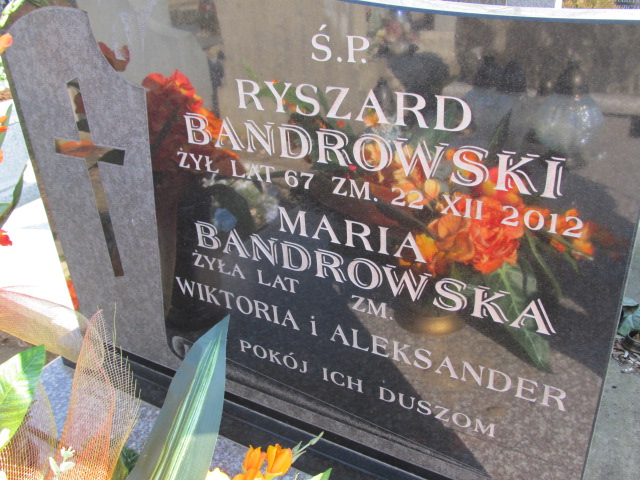 Ś.P.
RYSZARD
BANDROWSKI
ŻYŁ LAT 67 ZM. 22 XII 2012
MARIA
BANDROWSKA
ŻYŁA LAT ZM.
WIKTORIA i ALEKSANDER
POKÓJ ICH DUSZOM